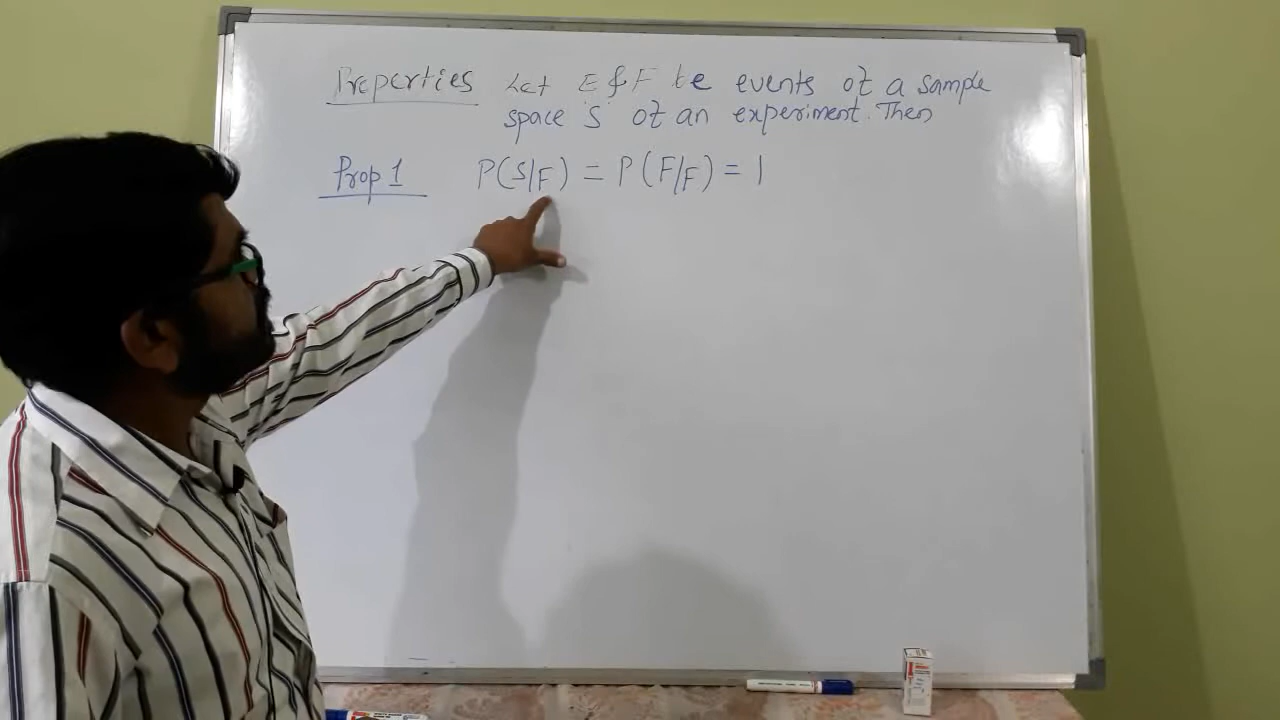 Properties Let E & F be events of a sample
space 'S' of an experiment. Then
Prop 1 P(S|F) = P(F|F) = 1